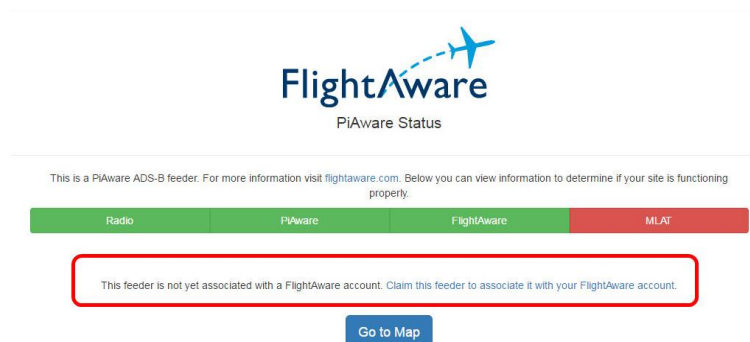 FlightAware
PiAware Status
This is a PiAware ADS-B feeder. For more information visit flightaware.com. Below you can view information to determine if your site is functioning
properly.
Radio PiAware FlightAware MLAT
This feeder is not yet associated with a FlightAware account. Claim this feeder to associate it with your FlightAware account.
Go to Map